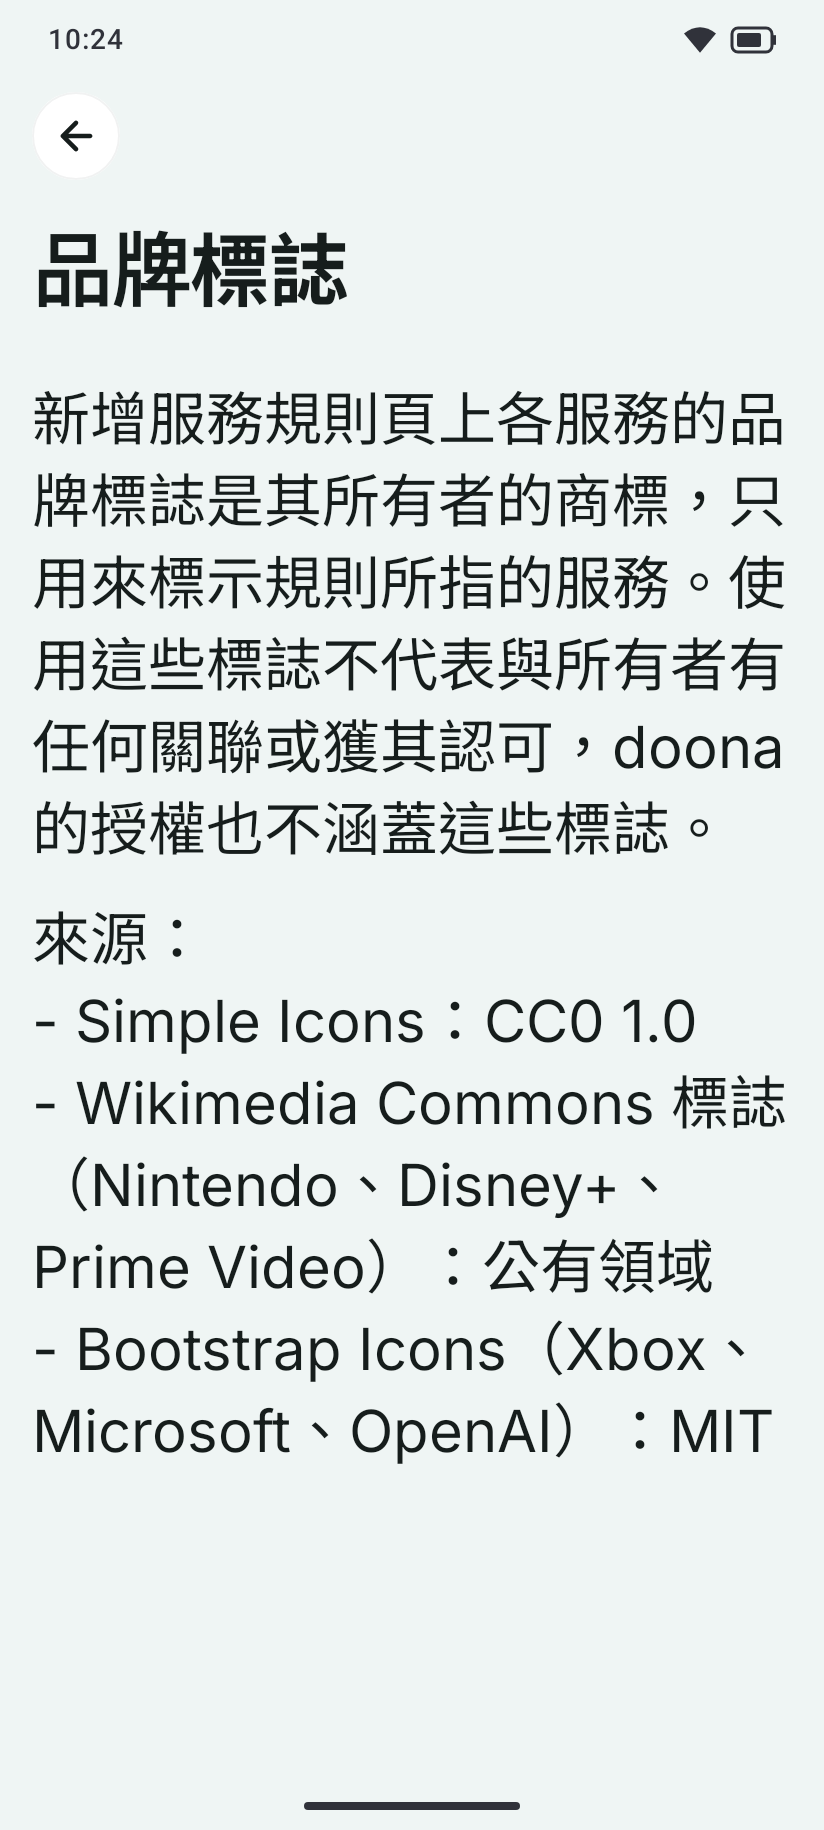 10:24
品牌標誌
新增服務規則頁上各服務的品
牌標誌是其所有者的商標，只
用來標示規則所指的服務。使
用這些標誌不代表與所有者有
任何關聯或獲其認可，doona
的授權也不涵蓋這些標誌。
來源：
- Simple Icons：CC0 1.0
- Wikimedia Commons 標誌
（Nintendo、Disney+、
Prime Video）：公有領域
- Bootstrap Icons（Xbox、
Microsoft、OpenAI）：MIT